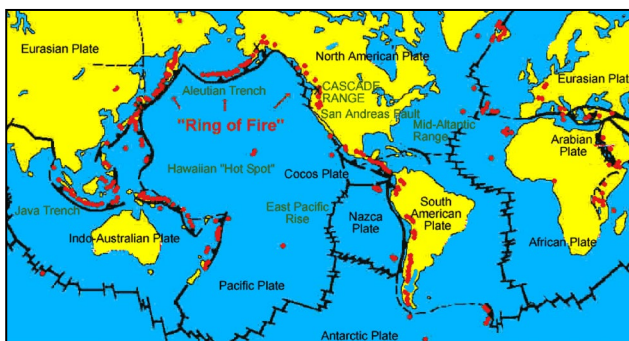 Eurasian Plate
North American Plate
Eurasian Plat
Aleutian Trench
CASCADE
RANGE
"Ring of Fire"
San Andreas Fault
Mid-Altantic
Range
Arabian
Plate
Hawaiian "Hot Spot"
Cocos Plate
Java Trench
East Pacific
Rise
Nazca
Plate
South
American
Plate
Indo-Australian Plate
African Plate
Pacific Plate
Antarctic Plate